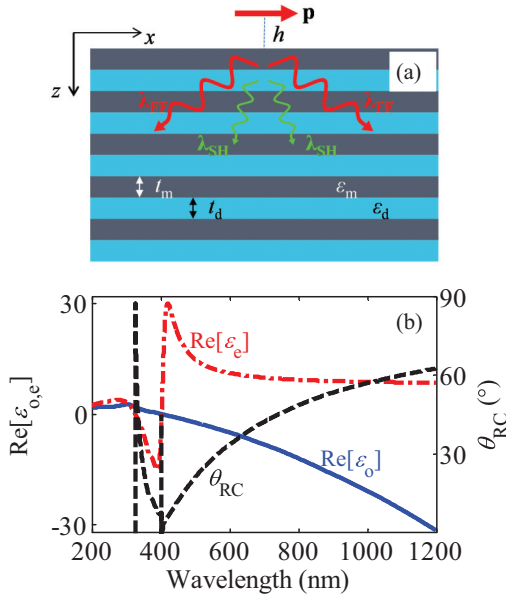 p
h
x
(a)
z
λFF λFF
λSH λSH
tm εm
td εd
30 90
(b)
Re[εe]
60
Re[εo,e]
0
θRC (°)
Re[εo]
30
θRC
-30
200 400 600 800 1000 1200
Wavelength (nm)